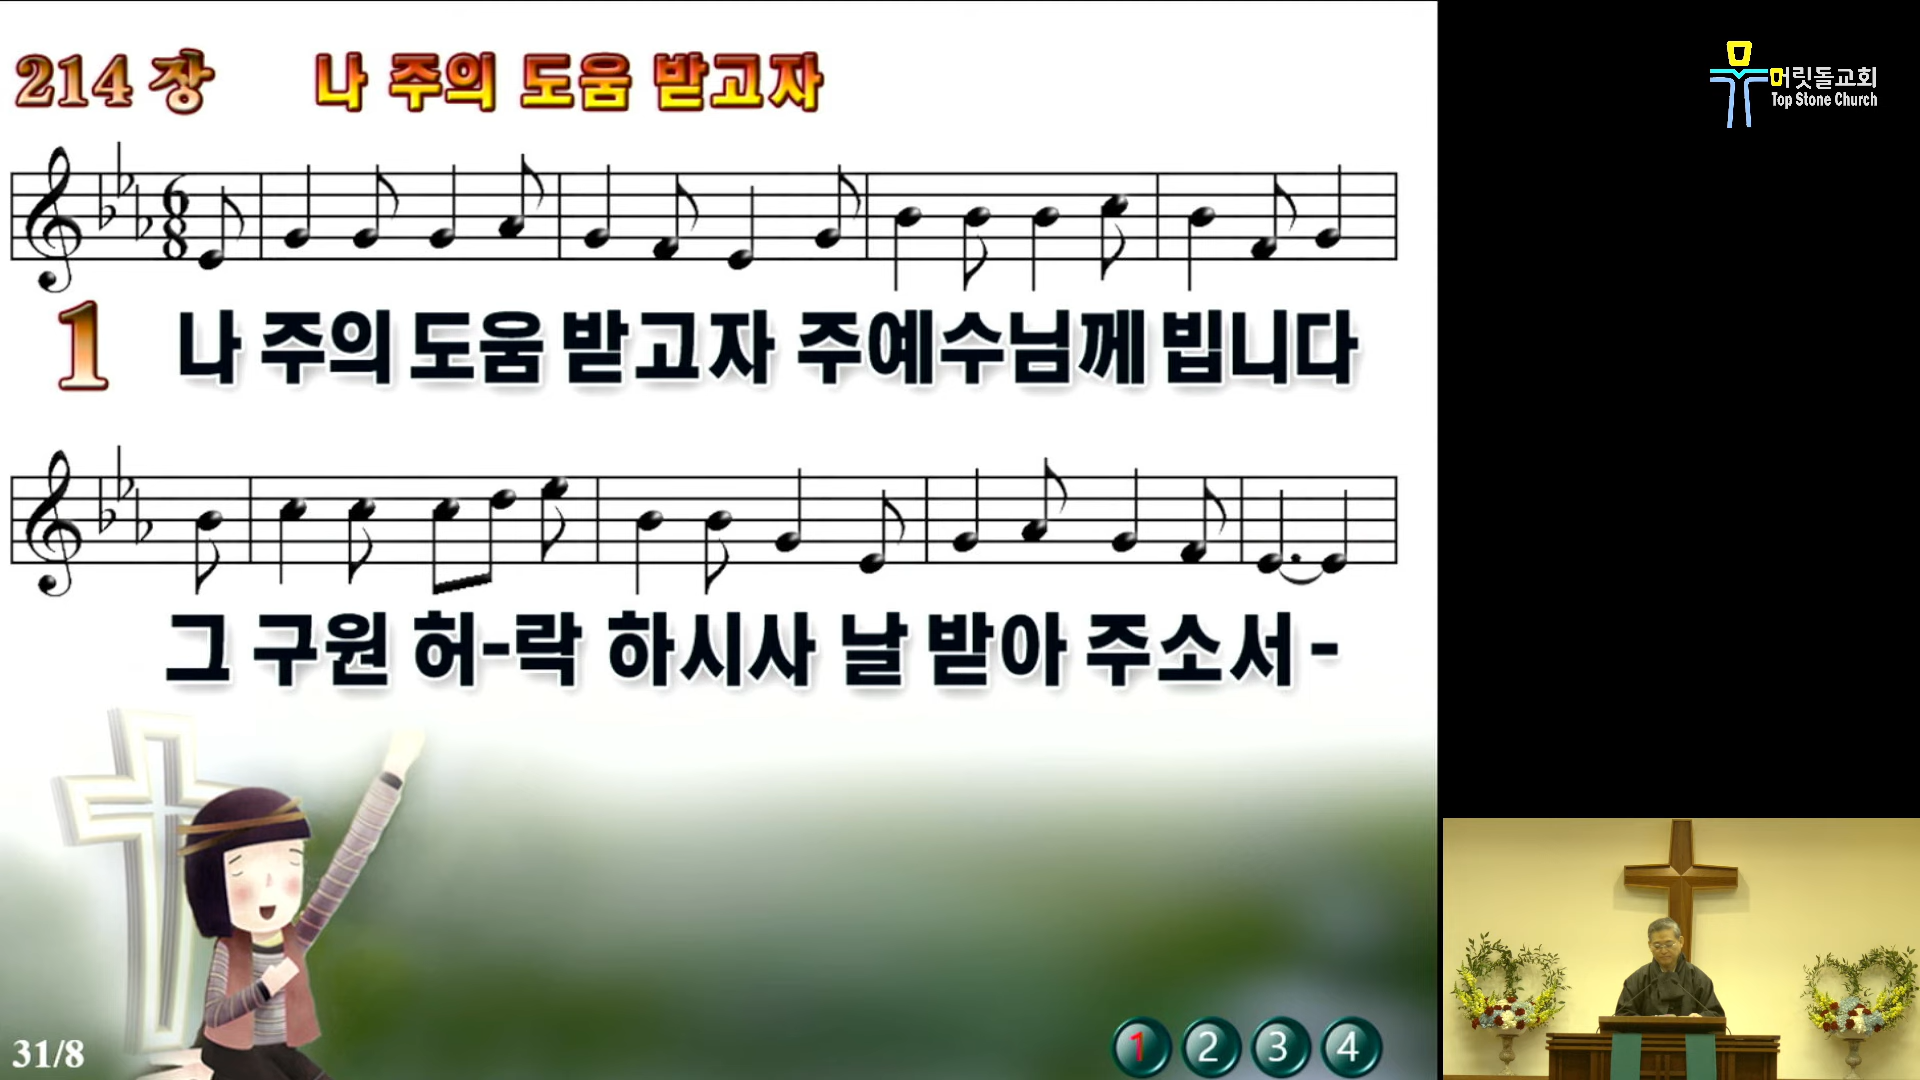 214 장 나 주의 도움 받고자
머릿돌교회
Top Stone Church
1 나 주의 도움 받고자 주예수님께 빕니다
그 구원 허-락 하시사 날 받아 주소서-
31/8
1 2 3 4